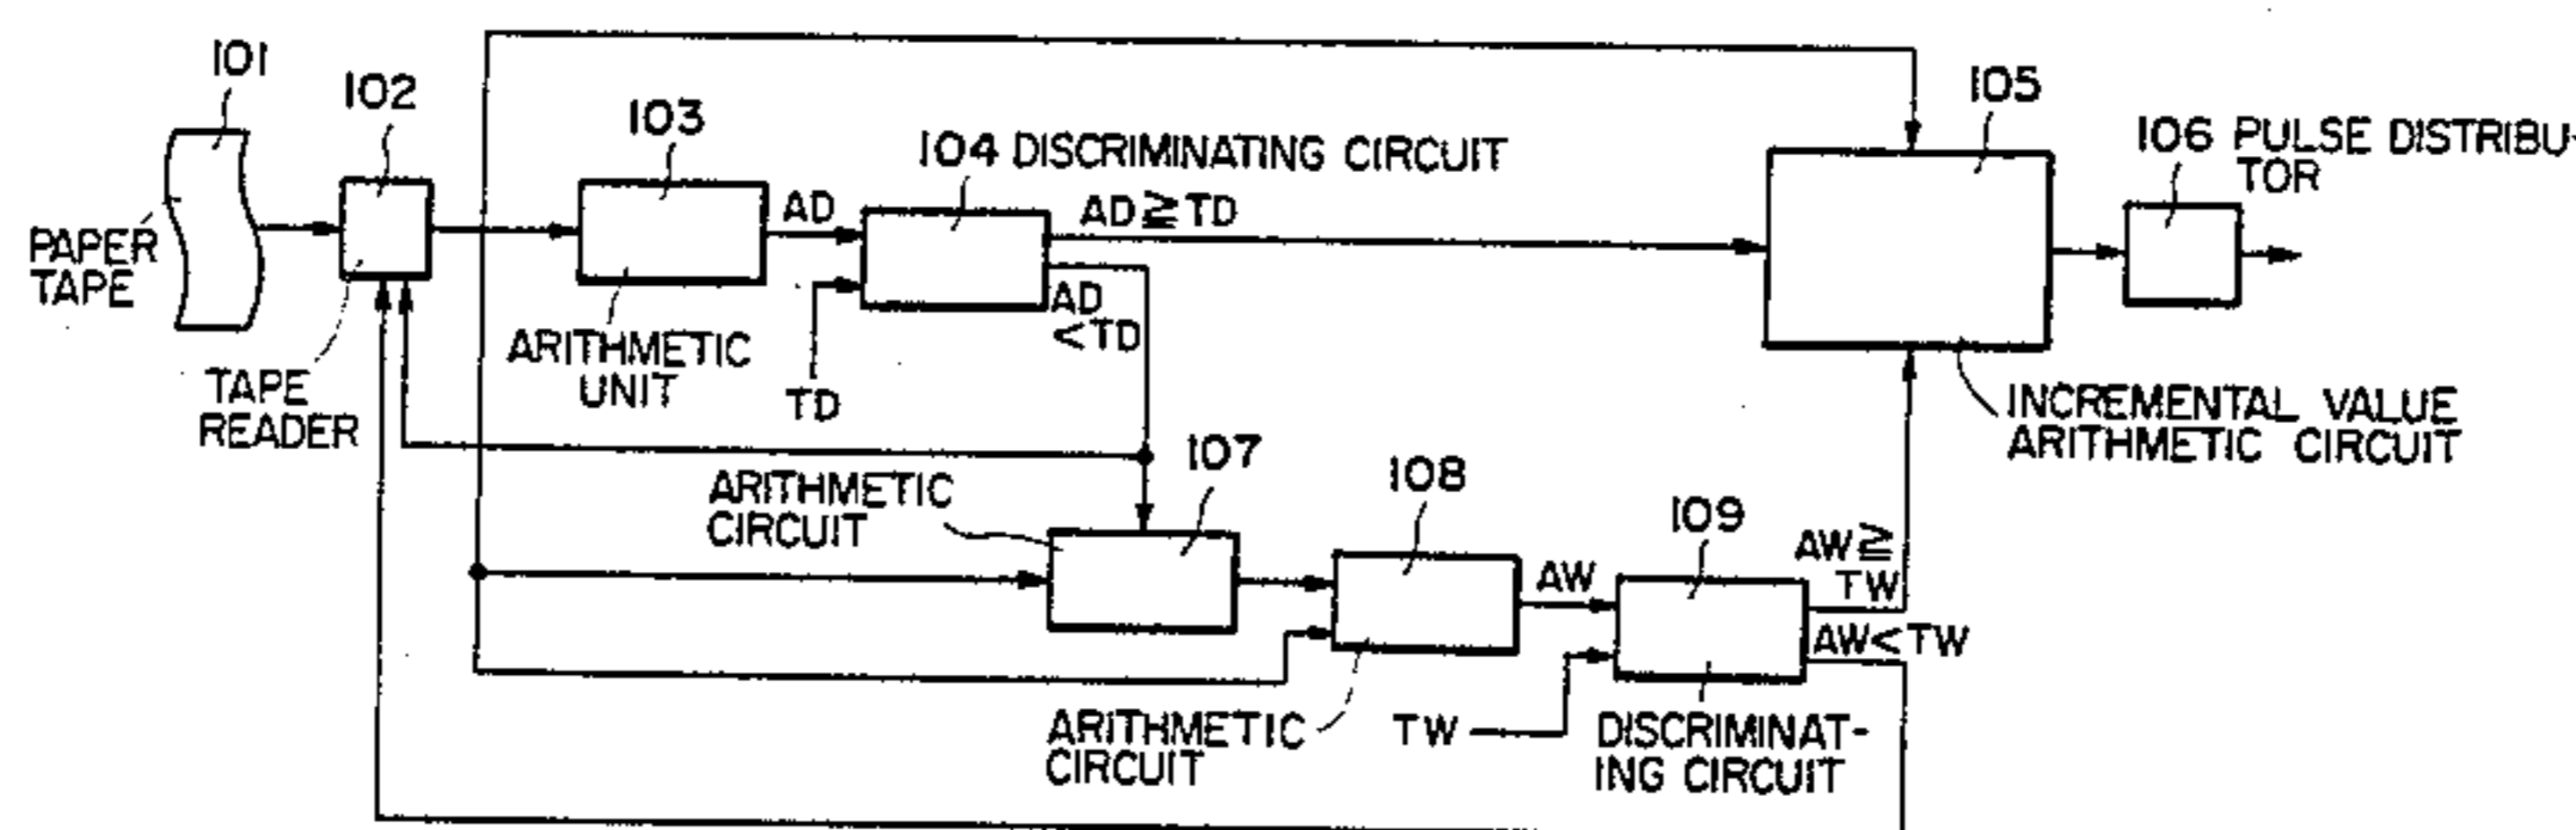 101
102
103
104 DISCRIMINATING CIRCUIT
105
106 PULSE DISTRIBU-
TOR
PAPER
TAPE
TAPE
READER
ARITHMETIC
UNIT
AD
TD
AD≧TD
AD
<TD
INCREMENTAL VALUE
ARITHMETIC CIRCUIT
ARITHMETIC
CIRCUIT
107
108
109
AW
AW≧
TW
AW<TW
ARITHMETIC
CIRCUIT
TW
DISCRIMINAT-
ING CIRCUIT